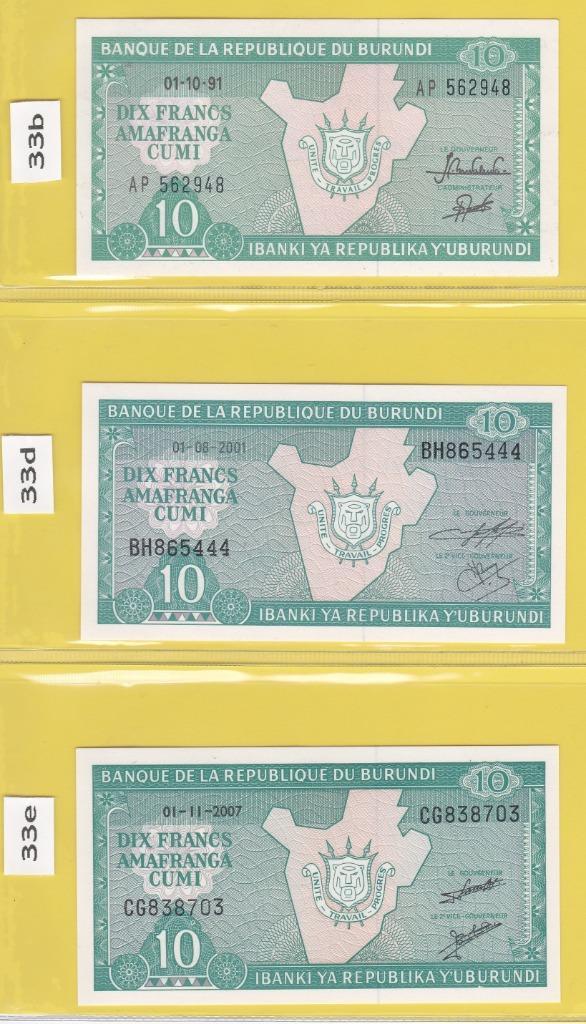 33b
BANQUE DE LA REPUBLIQUE DU BURUNDI
10
01-10-91
AP 562948
DIX FRANCS
AMAFRANGA
CUMI
UNITE - TRAVAIL - PROGRES
LE GOUVERNEUR
L'ADMINISTRATEUR
AP 562948
10
IBANKI YA REPUBLIKA Y'UBURUNDI
33d
BANQUE DE LA REPUBLIQUE DU BURUNDI
10
01-08-2001
BH865444
DIX FRANCS
AMAFRANGA
CUMI
UNITE - TRAVAIL - PROGRES
LE GOUVERNEUR
LE 2e VICE-GOUVERNEUR
BH865444
10
IBANKI YA REPUBLIKA Y'UBURUNDI
33e
BANQUE DE LA REPUBLIQUE DU BURUNDI
10
01-11-2007
CG838703
DIX FRANCS
AMAFRANGA
CUMI
UNITE - TRAVAIL - PROGRES
LE GOUVERNEUR
LE 2e VICE-GOUVERNEUR
CG838703
10
IBANKI YA REPUBLIKA Y'UBURUNDI